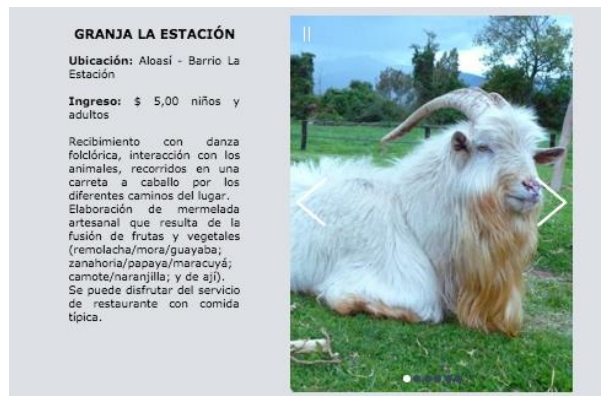 GRANJA LA ESTACIÓN
Ubicación: Aloasí - Barrio La
Estación
Ingreso: $ 5,00 niños y
adultos
Recibimiento con danza
folclórica, interacción con los
animales, recorridos en una
carreta a caballo por los
diferentes caminos del lugar.
Elaboración de mermelada
artesanal que resulta de la
fusión de frutas y vegetales
(remolacha/mora/guayaba;
zanahoria/papaya/maracuyá;
camote/naranjilla; y de ají).
Se puede disfrutar del servicio
de restaurante con comida
típica.